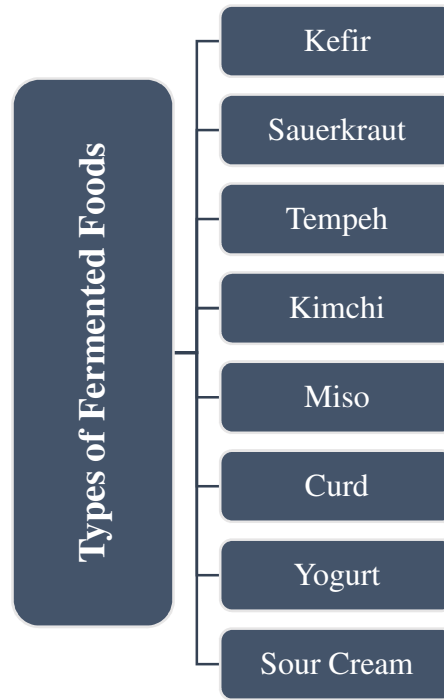 Types of Fermented Foods
Kefir
Sauerkraut
Tempeh
Kimchi
Miso
Curd
Yogurt
Sour Cream